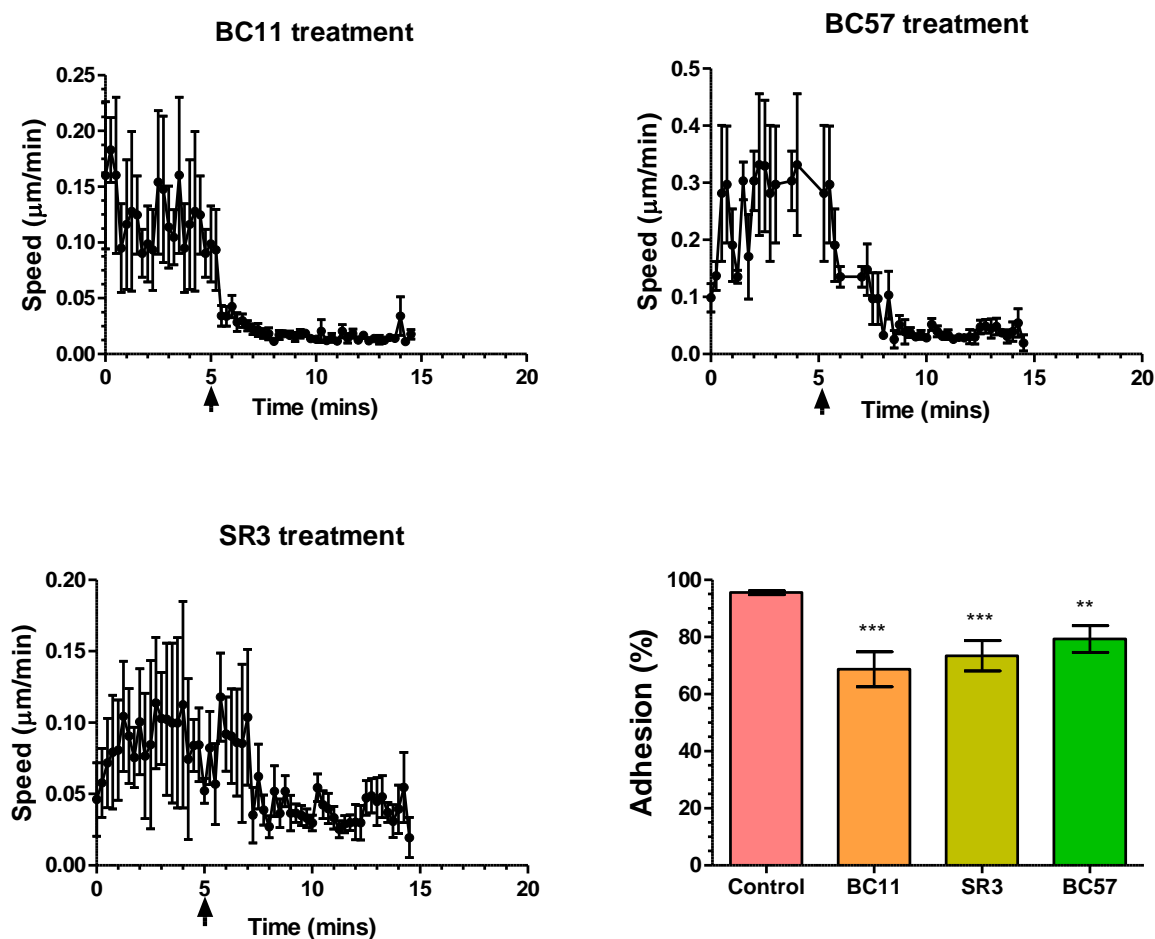 BC11 treatment
Speed (μm/min)
0.25
0.20
0.15
0.10
0.05
0.00
0 5 10 15 20
Time (mins)
BC57 treatment
Speed (μm/min)
0.5
0.4
0.3
0.2
0.1
0.0
0 5 10 15 20
Time (mins)
SR3 treatment
Speed (μm/min)
0.20
0.15
0.10
0.05
0.00
0 5 10 15 20
Time (mins)
Adhesion (%)
100
80
60
40
20
0
*** *** **
Control BC11 SR3 BC57